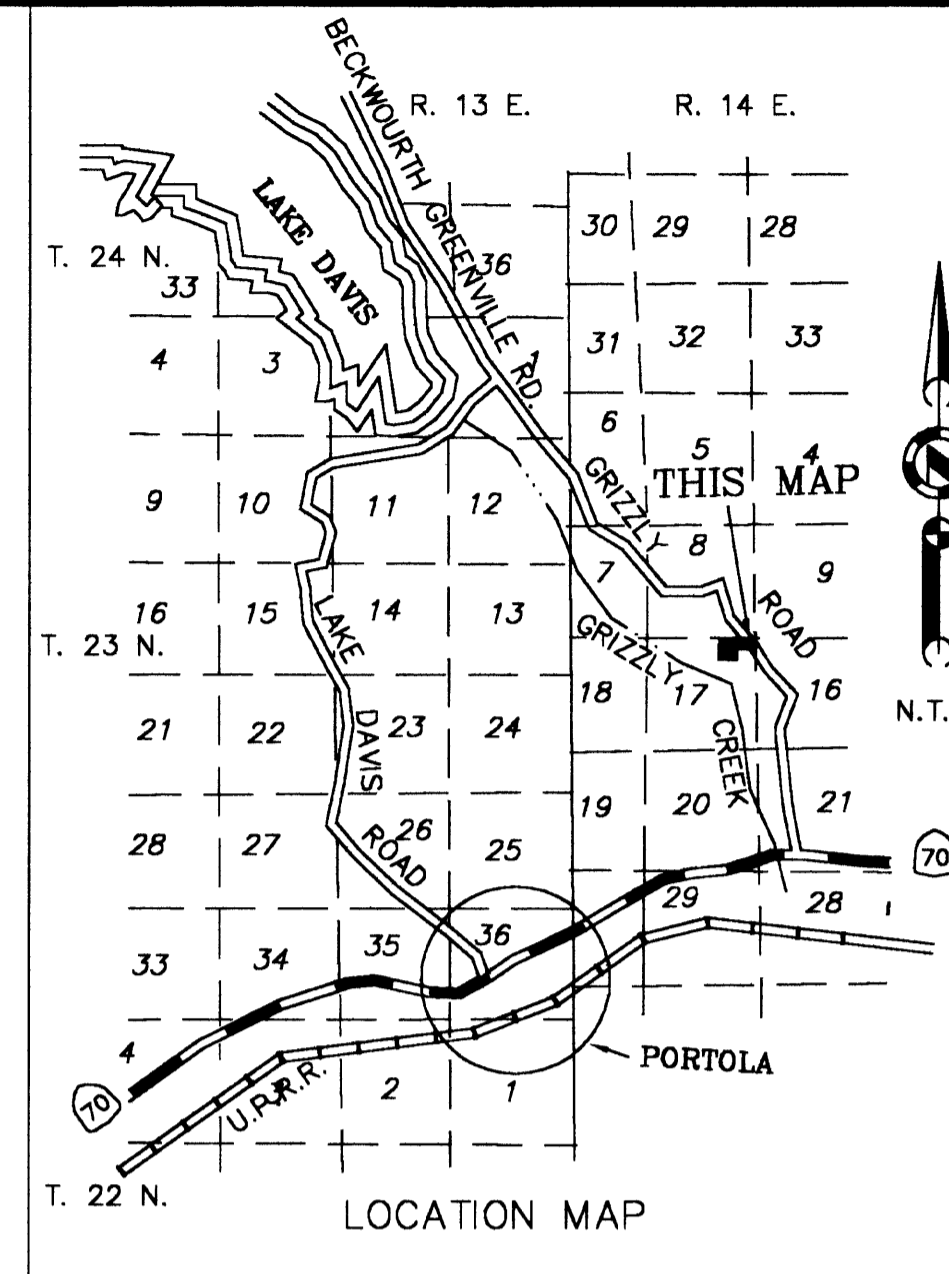 R. 13 E.
R. 14 E.
BECKWOURTH GREENVILLE RD.
LAKE DAVIS
T. 24 N.
36
30 29 28
33
31 32 33
4 3 1
6 5 4
THIS MAP
GRIZZLY ROAD
9 10 11 12
7 8 9
16 15 14 13
T. 23 N.
LAKE DAVIS ROAD
GRIZZLY CREEK
18 17 16
N.T.
21 22 23 24
19 20 21
28 27 26 25
70
29 28
33 34 35 36
4
2 1
PORTOLA
70
U.P.R.R.
T. 22 N.
LOCATION MAP